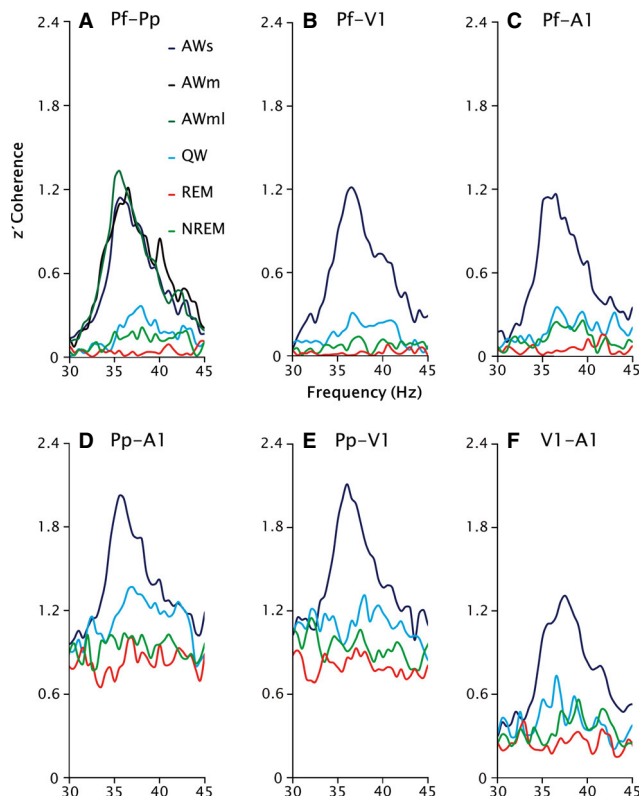 A Pf-Pp
B Pf-V1
C Pf-A1
AWs
AWm
AWml
QW
REM
NREM
z´Coherence
2.4
1.8
1.2
0.6
0
30 35 40 45
2.4
1.8
1.2
0.6
0
30 35 40 45
2.4
1.8
1.2
0.6
0
30 35 40 45
Frequency (Hz)
D Pp-A1
E Pp-V1
F V1-A1
2.4
1.8
1.2
0.6
0
30 35 40 45
2.4
1.8
1.2
0.6
0
30 35 40 45
2.4
1.8
1.2
0.6
0
30 35 40 45